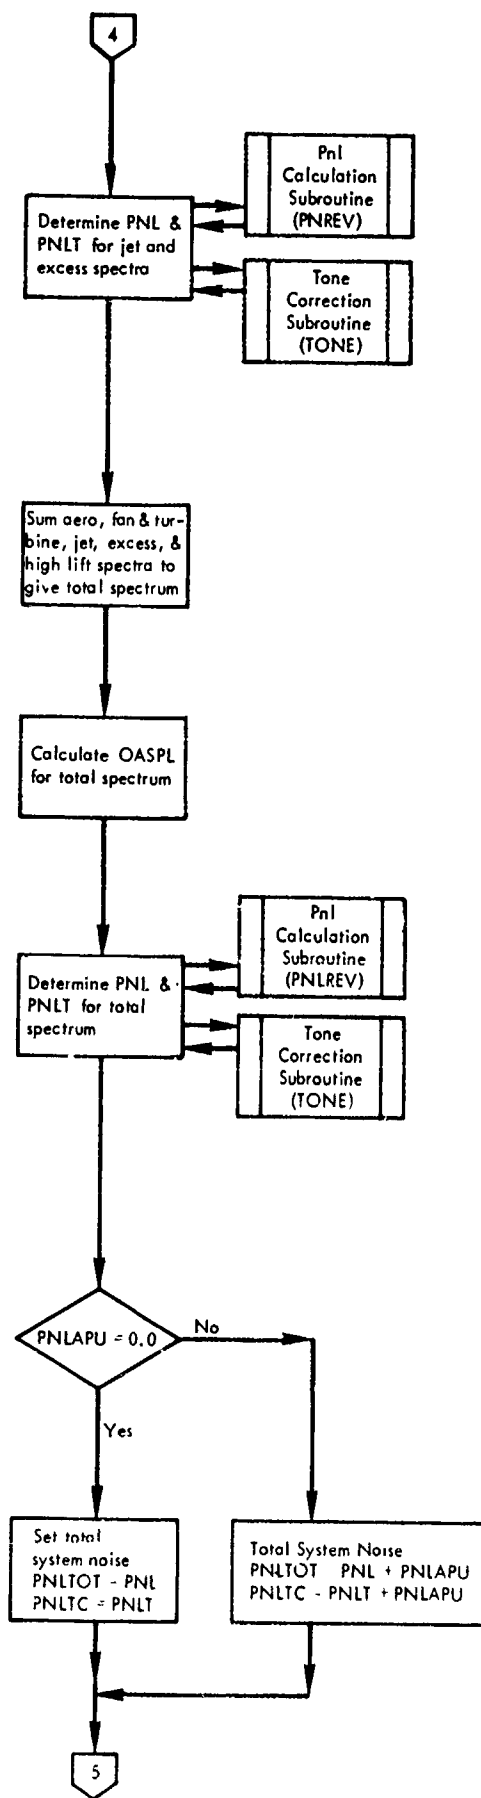 4
Determine PNL &
PNLT for jet and
excess spectra
Pnl
Calculation
Subroutine
(PNREV)
Tone
Correction
Subroutine
(TONE)
Sum aero, fan & tur-
bine, jet, excess, &
high lift spectra to
give total spectrum
Calculate OASPL
for total spectrum
Determine PNL &
PNLT for total
spectrum
Pnl
Calculation
Subroutine
(PNLREV)
Tone
Correction
Subroutine
(TONE)
PNLAPU = 0.0
No
Yes
Set total
system noise
PNLTOT - PNL
PNLTC = PNLT
Total System Noise
PNLTOT PNL + PNLAPU
PNLTC - PNLT + PNLAPU
5